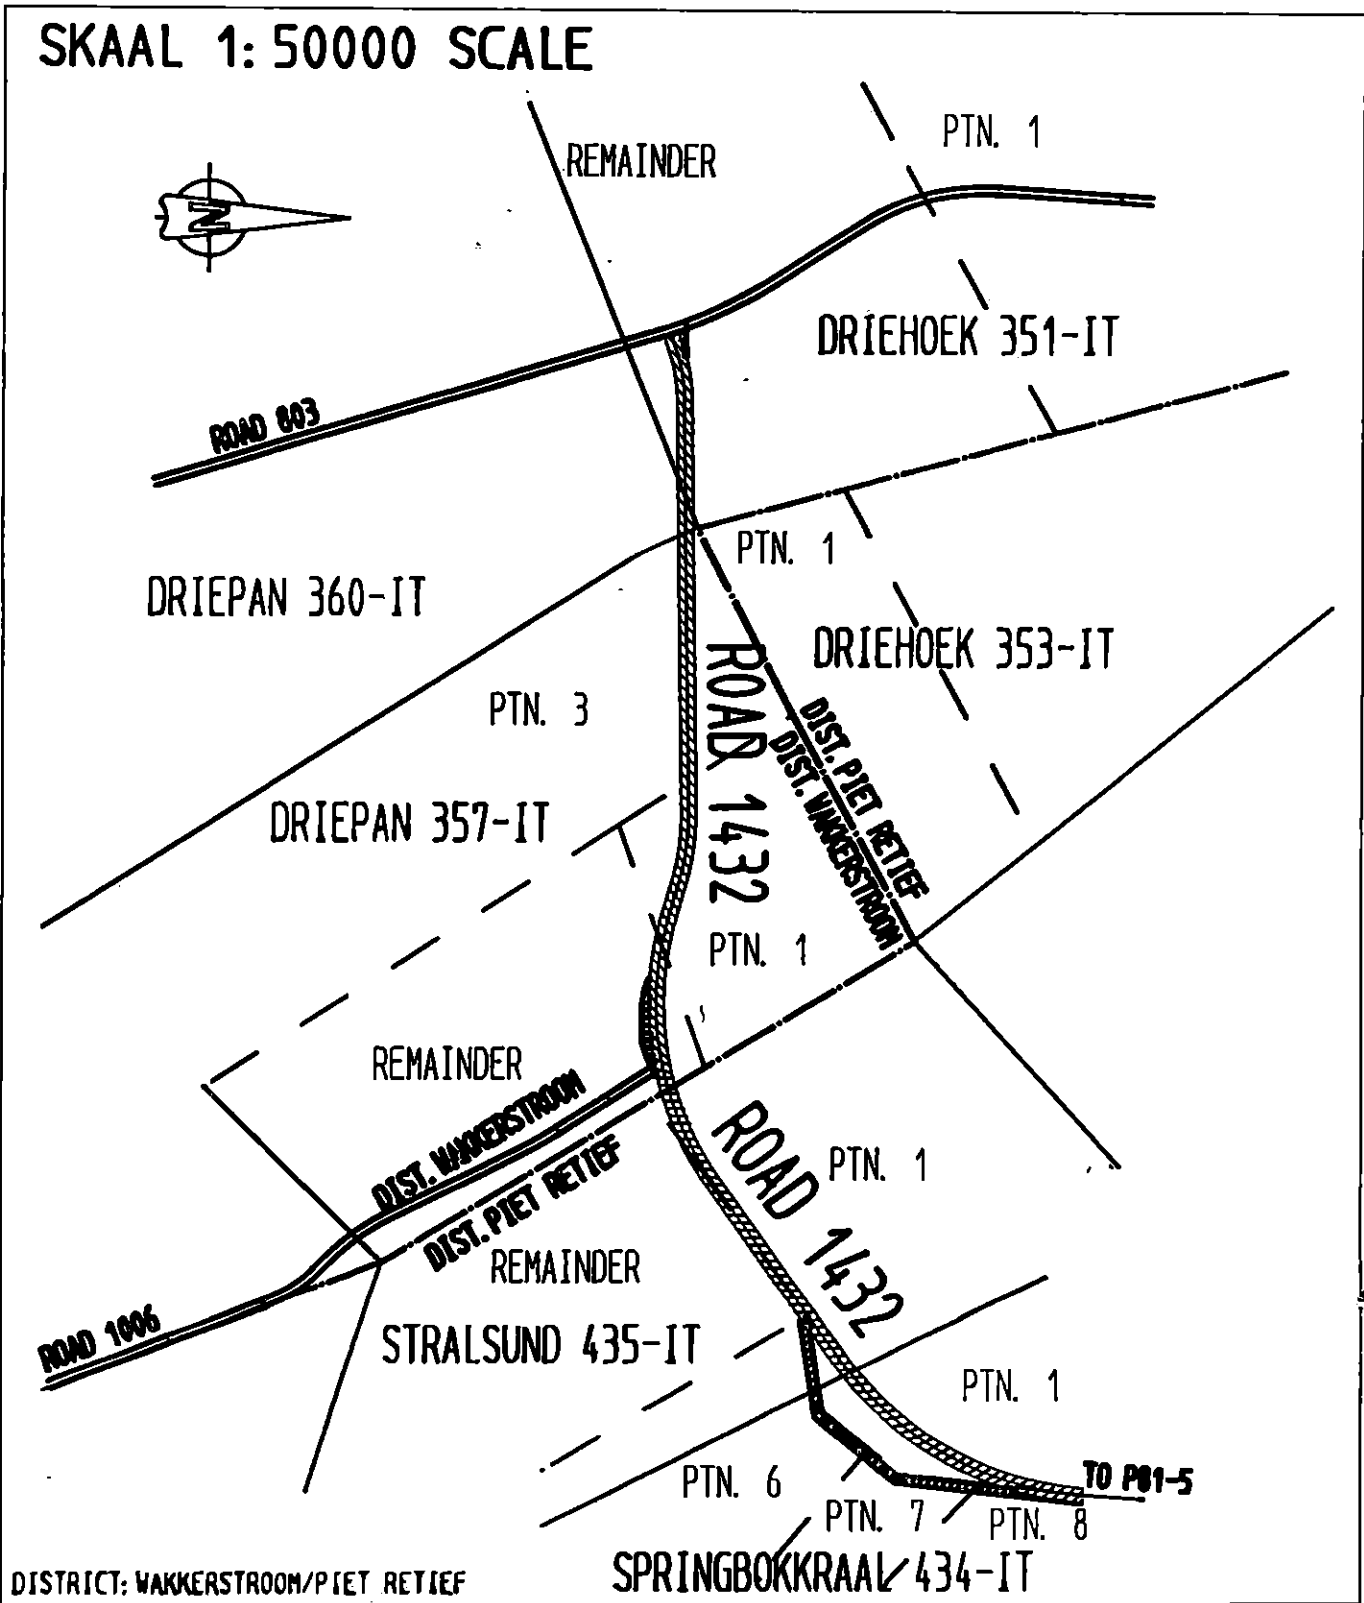 SKAAL 1: 50000 SCALE
REMAINDER
PTN. 1
N
DRIEHOEK 351-IT
ROAD 803
PTN. 1
DRIEPAN 360-IT
DRIEHOEK 353-IT
PTN. 3
ROAD 1432
DIST. PIET RETIEF
DIST. WAKKERSTROOM
DRIEPAN 357-IT
PTN. 1
REMAINDER
DIST. WAKKERSTROOM
DIST. PIET RETIEF
ROAD 1432
PTN. 1
REMAINDER
ROAD 1006
STRALSUND 435-IT
PTN. 1
PTN. 6
TO P81-5
PTN. 7
PTN. 8
SPRINGBOKKRAAL 434-IT
DISTRICT: WAKKERSTROOM/PIET RETIEF